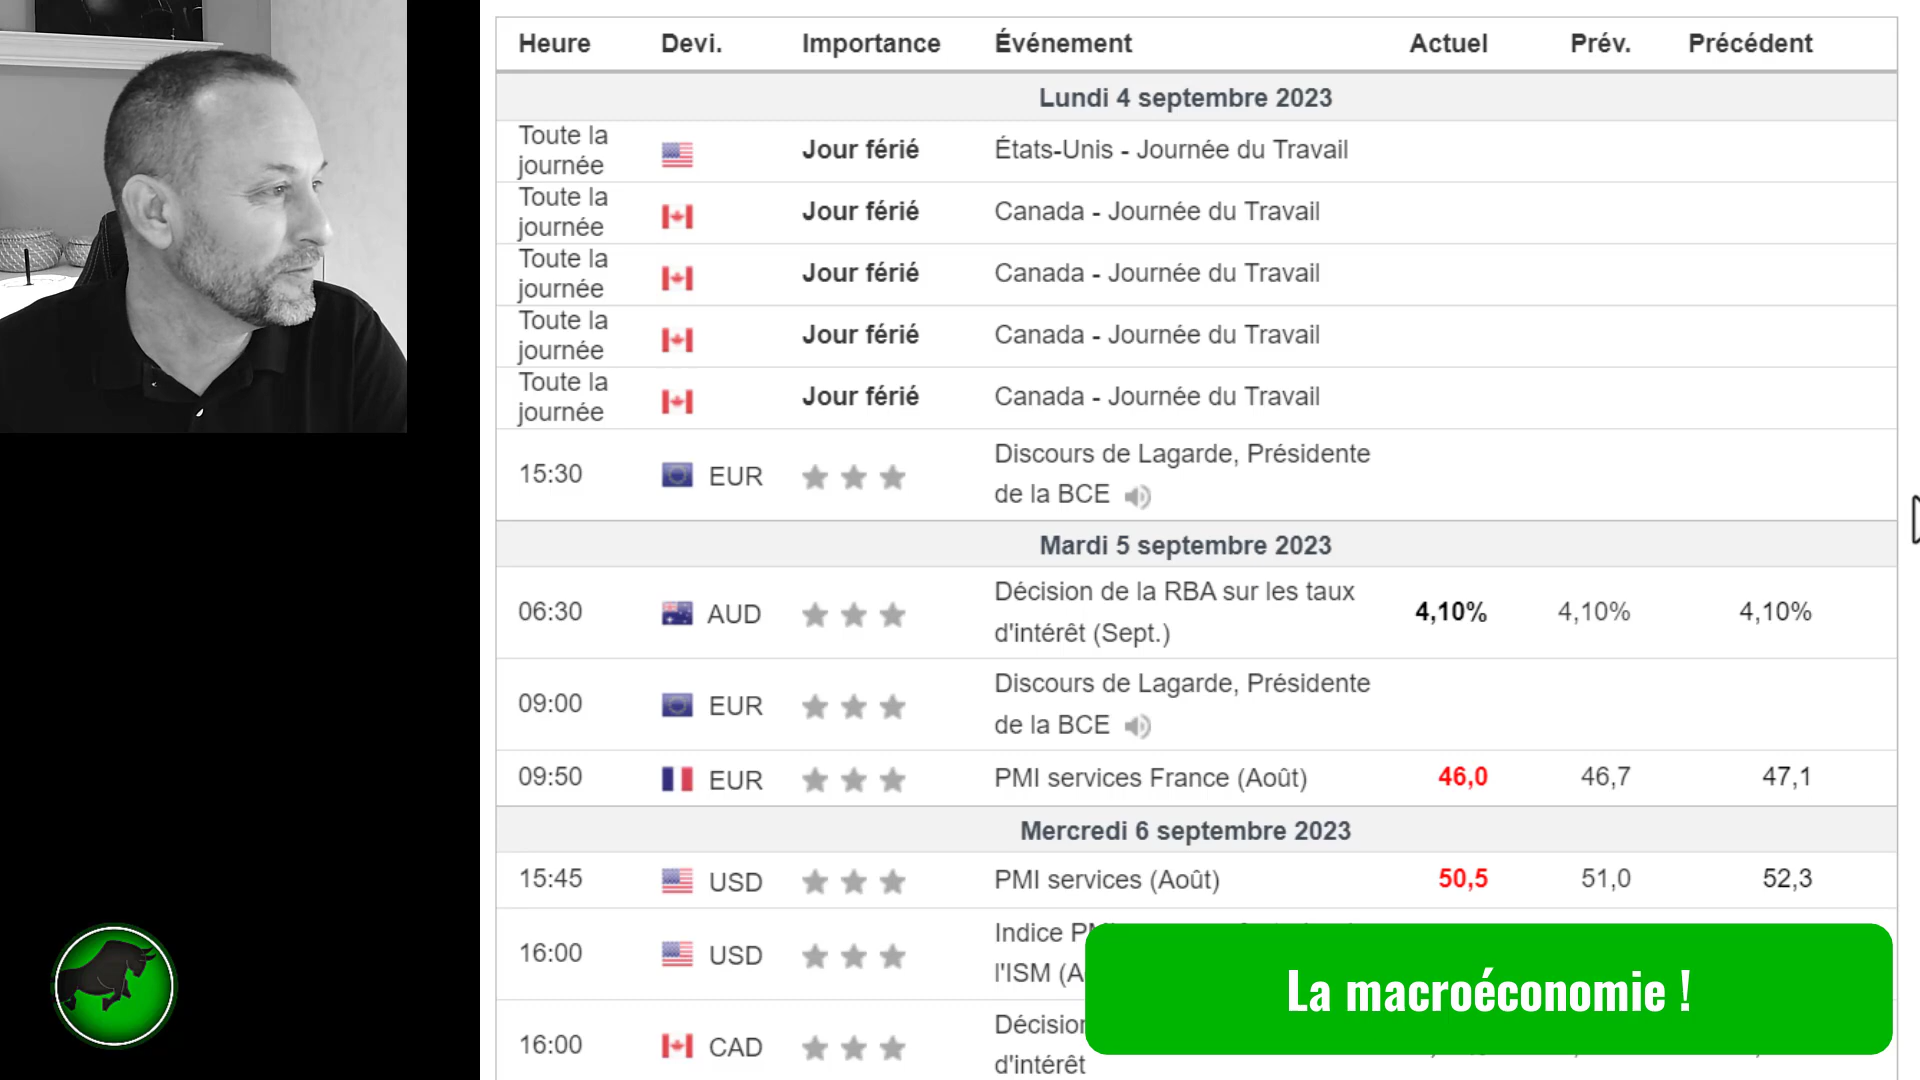 Heure Devi. Importance Événement Actuel Prév. Précédent
Lundi 4 septembre 2023
Toute la
journée
Jour férié États-Unis - Journée du Travail
Toute la
journée
Jour férié Canada - Journée du Travail
Toute la
journée
Jour férié Canada - Journée du Travail
Toute la
journée
Jour férié Canada - Journée du Travail
Toute la
journée
Jour férié Canada - Journée du Travail
15:30 EUR Discours de Lagarde, Présidente
de la BCE
Mardi 5 septembre 2023
06:30 AUD Décision de la RBA sur les taux
d'intérêt (Sept.) 4,10% 4,10% 4,10%
09:00 EUR Discours de Lagarde, Présidente
de la BCE
09:50 EUR PMI services France (Août) 46,0 46,7 47,1
Mercredi 6 septembre 2023
15:45 USD PMI services (Août) 50,5 51,0 52,3
16:00 USD Indice
l'ISM
La macroéconomie !
16:00 CAD
d'intérêt